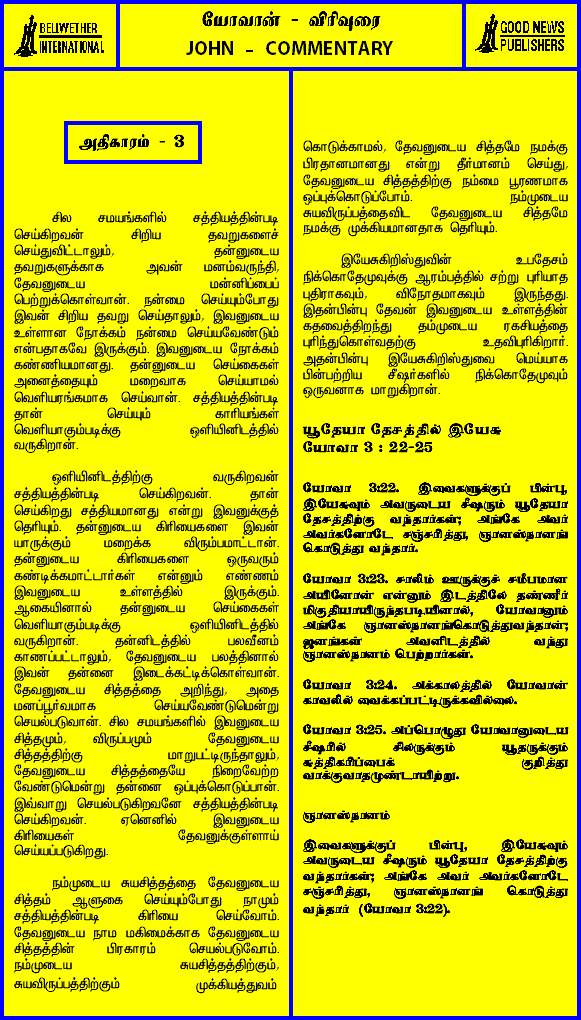 BELWETHER
INTERNATIONAL
யோவான் - விரிவுரை
JOHN - COMMENTARY
GOOD NEWS
PUBLISHERS
அதிகாரம் - 3
சில சமயங்களில் சத்தியத்தின்படி
செய்கிறவன் சிறிய தவறுகளைச்
செய்துவிட்டாலும், தன்னுடைய
தவறுகளுக்காக அவன் மனம்வருந்தி,
தேவனுடைய மன்னிப்பைப்
பெற்றுக்கொள்வான். நன்மை செய்யும்போது
இவன் சிறிய தவறு செய்தாலும், இவனுடைய
உள்ளான நோக்கம் நன்மை செய்யவேண்டும்
என்பதாகவே இருக்கும். இவனுடைய நோக்கம்
கண்ணியமானது. தன்னுடைய செய்கைகள்
அனைத்தையும் மறைவாக செய்யாமல்
வெளியரங்கமாக செய்வான். சத்தியத்தின்படி
தான் செய்யும் காரியங்கள்
வெளியாகும்படிக்கு ஒளியினிடத்தில்
வருகிறான்.
ஒளியினிடத்திற்கு வருகிறவன்
சத்தியத்தின்படி செய்கிறவன். தான்
செய்கிறது சத்தியமானது என்று இவனுக்குத்
தெரியும். தன்னுடைய கிரியைகளை இவன்
யாருக்கும் மறைக்க விரும்பமாட்டான்.
தன்னுடைய கிரியைகளை ஒருவரும்
கண்டிக்கமாட்டார்கள் என்னும் எண்ணம்
இவனுடைய உள்ளத்தில் இருக்கும்.
ஆகையினால் தன்னுடைய செய்கைகள்
வெளியாகும்படிக்கு ஒளியினிடத்தில்
வருகிறான். தன்னிடத்தில் பலவீனம்
காணப்பட்டாலும், தேவனுடைய பலத்தினால்
இவன் தன்னை இடைக்கட்டிக்கொள்வான்.
தேவனுடைய சித்தத்தை அறிந்து, அதை
மனப்பூர்வமாக செய்யவேண்டுமென்று
செயல்படுவான். சில சமயங்களில் இவனுடைய
சித்தமும், விருப்பமும் தேவனுடைய
சித்தத்திற்கு மாறுபட்டிருந்தாலும்,
தேவனுடைய சித்தத்தையே நிறைவேற்ற
வேண்டுமென்று தன்னை ஒப்புக்கொடுப்பான்.
இவ்வாறு செயல்படுகிறவனே சத்தியத்தின்படி
செய்கிறவன். ஏனெனில் இவனுடைய
கிரியைகள் தேவனுக்குள்ளாய்
செய்யப்படுகிறது.
நம்முடைய சுயசித்தத்தை தேவனுடைய
சித்தம் ஆளுகை செய்யும்போது நாமும்
சத்தியத்தின்படி கிரியை செய்வோம்.
தேவனுடைய நாம மகிமைக்காக தேவனுடைய
சித்தத்தின் பிரகாரம் செயல்படுவோம்.
நம்முடைய சுயசித்தத்திற்கும்,
சுயவிருப்பத்திற்கும் முக்கியத்துவம்
கொடுக்காமல், தேவனுடைய சித்தமே நமக்கு
பிரதானமானது என்று தீர்மானம் செய்து,
தேவனுடைய சித்தத்திற்கு நம்மை பூரணமாக
ஒப்புக்கொடுப்போம். நம்முடைய
சுயவிருப்பத்தைவிட தேவனுடைய சித்தமே
நமக்கு முக்கியமானதாக தெரியும்.
இயேசுகிறிஸ்துவின் உபதேசம்
நிக்கொதேமுவுக்கு ஆரம்பத்தில் சற்று புரியாத
புதிராகவும், விநோதமாகவும் இருந்தது.
இதன்பின்பு தேவன் இவனுடைய உள்ளத்தின்
கதவைத்திறந்து தம்முடைய ரகசியத்தை
புரிந்துகொள்வதற்கு உதவிபுரிகிறார்.
அதன்பின்பு இயேசுகிறிஸ்துவை மெய்யாக
பின்பற்றிய சீஷர்களில் நிக்கொதேமுவும்
ஒருவனாக மாறுகிறான்.
யூதேயா தேசத்தில் இயேசு
யோவா 3 : 22-25
யோவா 3:22. இவைகளுக்குப் பின்பு,
இயேசுவும் அவருடைய சீஷரும் யூதேயா
தேசத்திற்கு வந்தார்கள்; அங்கே அவர்
அவர்களோடே சஞ்சரித்து, ஞானஸ்நானங்
கொடுத்து வந்தார்.
யோவா 3:23. சாலிம் ஊருக்குச் சமீபமான
அயினோன் என்னும் இடத்திலே தண்ணீர்
மிகுதியாயிருந்தபடியினால், யோவானும்
அங்கே ஞானஸ்நானங்கொடுத்துவந்தான்;
ஜனங்கள் அவனிடத்தில் வந்து
ஞானஸ்நானம் பெற்றார்கள்.
யோவா 3:24. அக்காலத்தில் யோவான்
காவலில் வைக்கப்பட்டிருக்கவில்லை.
யோவா 3:25. அப்பொழுது யோவானுடைய
சீஷரில் சிலருக்கும் யூதருக்கும்
சுத்திகரிப்பைக் குறித்து
வாக்குவாதமுண்டாயிற்று.
ஞானஸ்நானம்
இவைகளுக்குப் பின்பு, இயேசுவும்
அவருடைய சீஷரும் யூதேயா தேசத்திற்கு
வந்தார்கள்; அங்கே அவர் அவர்களோடே
சஞ்சரித்து, ஞானஸ்நானங் கொடுத்து
வந்தார் (யோவா 3:22).